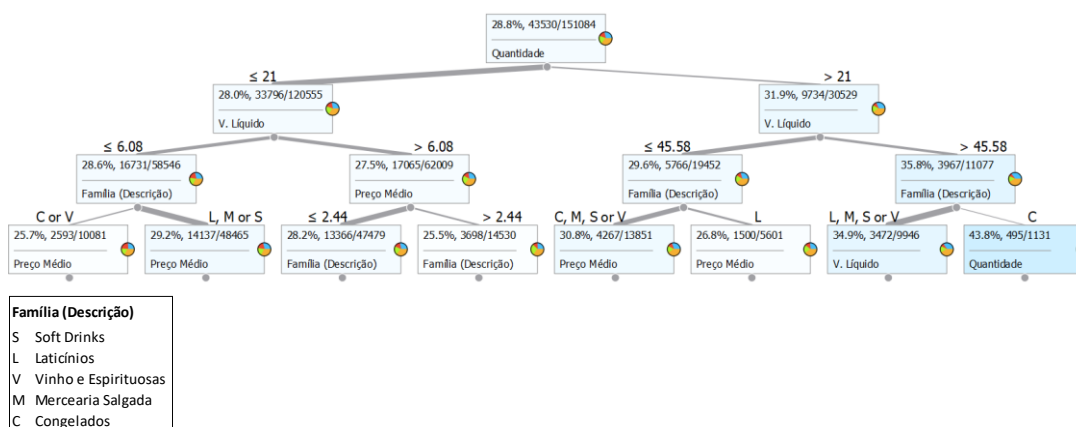 28.8%, 43530/151084
Quantidade
≤ 21
> 21
28.0%, 33796/120555
V. Líquido
31.9%, 9734/30529
V. Líquido
≤ 6.08
> 6.08
≤ 45.58
> 45.58
28.6%, 16731/58546
Família (Descrição)
27.5%, 17065/62009
Preço Médio
29.6%, 5766/19452
Família (Descrição)
35.8%, 3967/11077
Família (Descrição)
C or V
L, M or S
≤ 2.44
> 2.44
C, M, S or V
L
L, M, S or V
C
25.7%, 2593/10081
Preço Médio
29.2%, 14137/48465
Preço Médio
28.2%, 13366/47479
Família (Descrição)
25.5%, 3698/14530
Família (Descrição)
30.8%, 4267/13851
Preço Médio
26.8%, 1500/5601
Preço Médio
34.9%, 3472/9946
V. Líquido
43.8%, 495/1131
Quantidade
Família (Descrição)
S Soft Drinks
L Laticínios
V Vinho e Espirituosas
M Mercearia Salgada
C Congelados